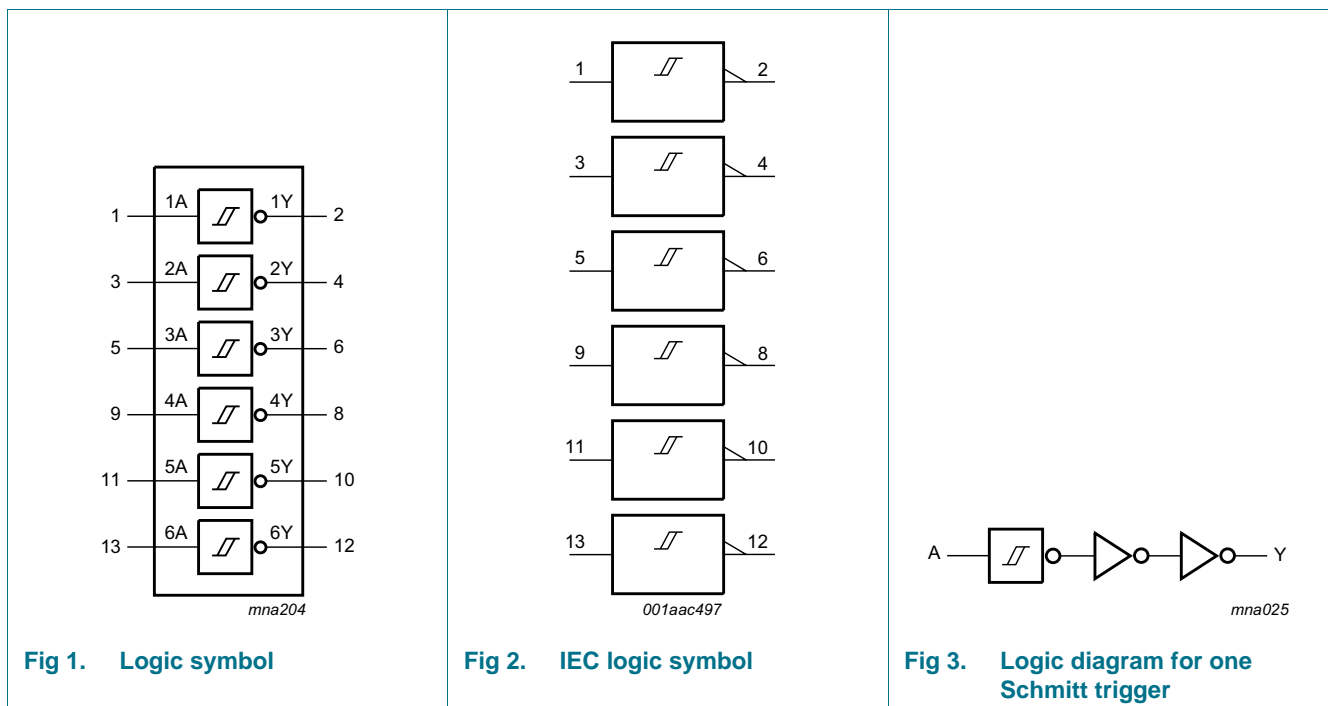 1 1A 1Y 2
3 2A 2Y 4
5 3A 3Y 6
9 4A 4Y 8
11 5A 5Y 10
13 6A 6Y 12
mna204
Fig 1. Logic symbol
1 2
3 4
5 6
9 8
11 10
13 12
001aac497
Fig 2. IEC logic symbol
A Y
mna025
Fig 3. Logic diagram for one
Schmitt trigger